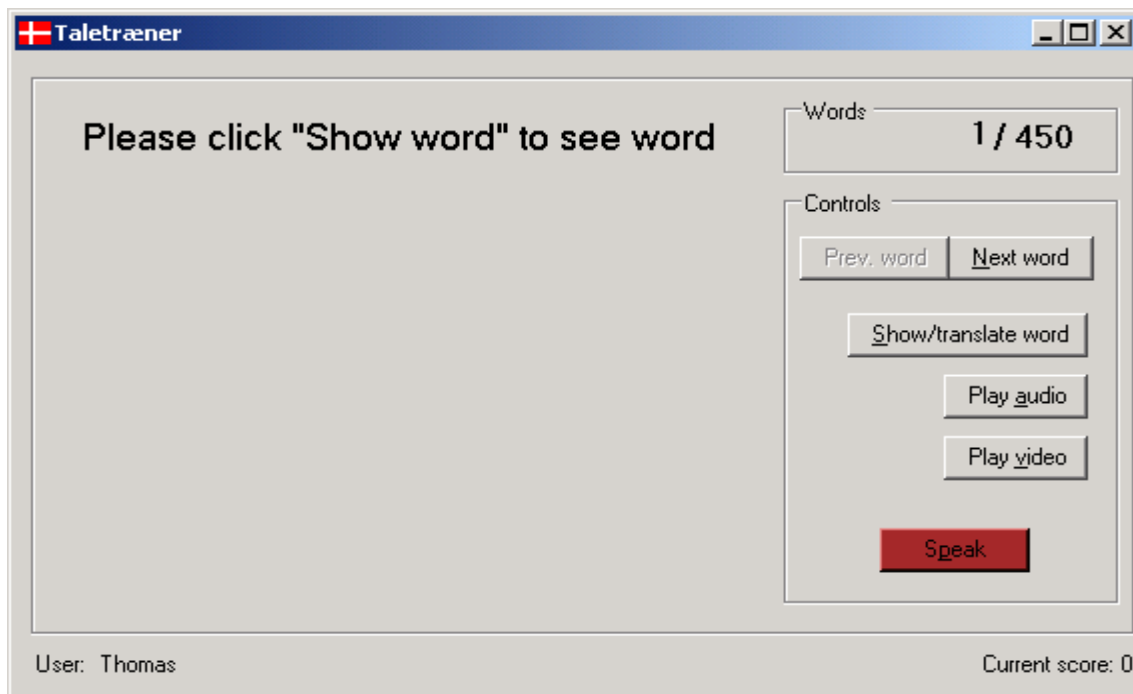 Taletræner
Please click "Show word" to see word
Words
1 / 450
Controls
Prev. word Next word
Show/translate word
Play audio
Play video
Speak
User: Thomas Current score: 0